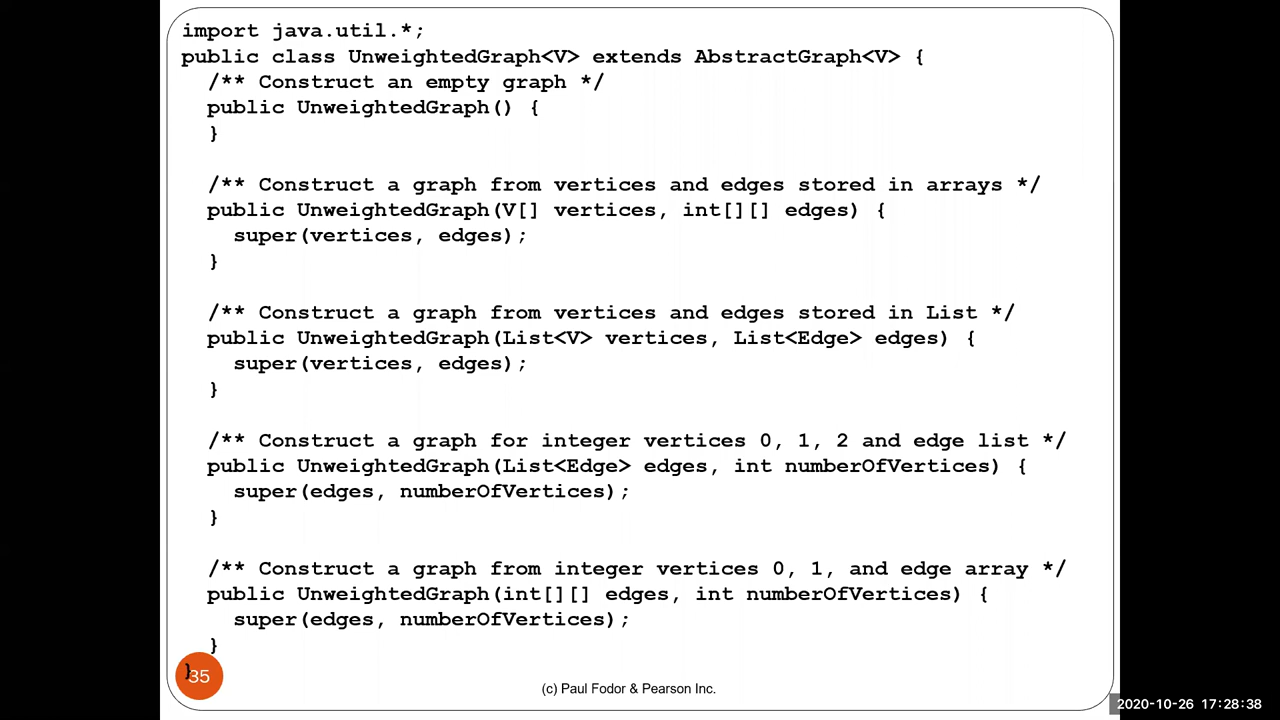 import java.util.*;
public class UnweightedGraph<V> extends AbstractGraph<V> {
/** Construct an empty graph */
public UnweightedGraph() {
}
/** Construct a graph from vertices and edges stored in arrays */
public UnweightedGraph(V[] vertices, int[][] edges) {
super(vertices, edges);
}
/** Construct a graph from vertices and edges stored in List */
public UnweightedGraph(List<V> vertices, List<Edge> edges) {
super(vertices, edges);
}
/** Construct a graph for integer vertices 0, 1, 2 and edge list */
public UnweightedGraph(List<Edge> edges, int numberOfVertices) {
super(edges, numberOfVertices);
}
/** Construct a graph from integer vertices 0, 1, and edge array */
public UnweightedGraph(int[][] edges, int numberOfVertices) {
super(edges, numberOfVertices);
}
}
35
(c) Paul Fodor & Pearson Inc.
2020-10-26 17:28:38